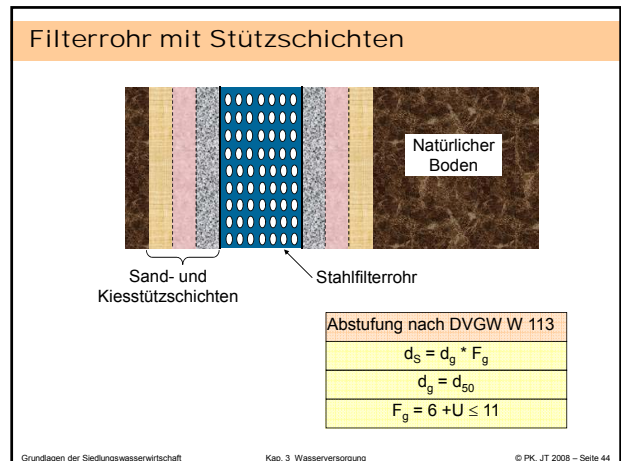 Filterrohr mit Stützschichten
Natürlicher
Boden
Sand- und
Kiesstützschichten
Stahlfilterrohr
Abstufung nach DVGW W 113
d_S = d_g * F_g
d_g = d_50
F_g = 6 +U ≤ 11
Grundlagen der Siedlungswasserwirtschaft Kap. 3 Wasserversorgung © PK, JT 2008 – Seite 44